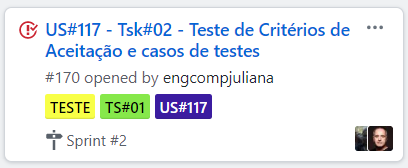 US#117 - Tsk#02 - Teste de Critérios de
Aceitação e casos de testes
#170 opened by engcompjuliana
TESTE TS#01 US#117
Sprint #2